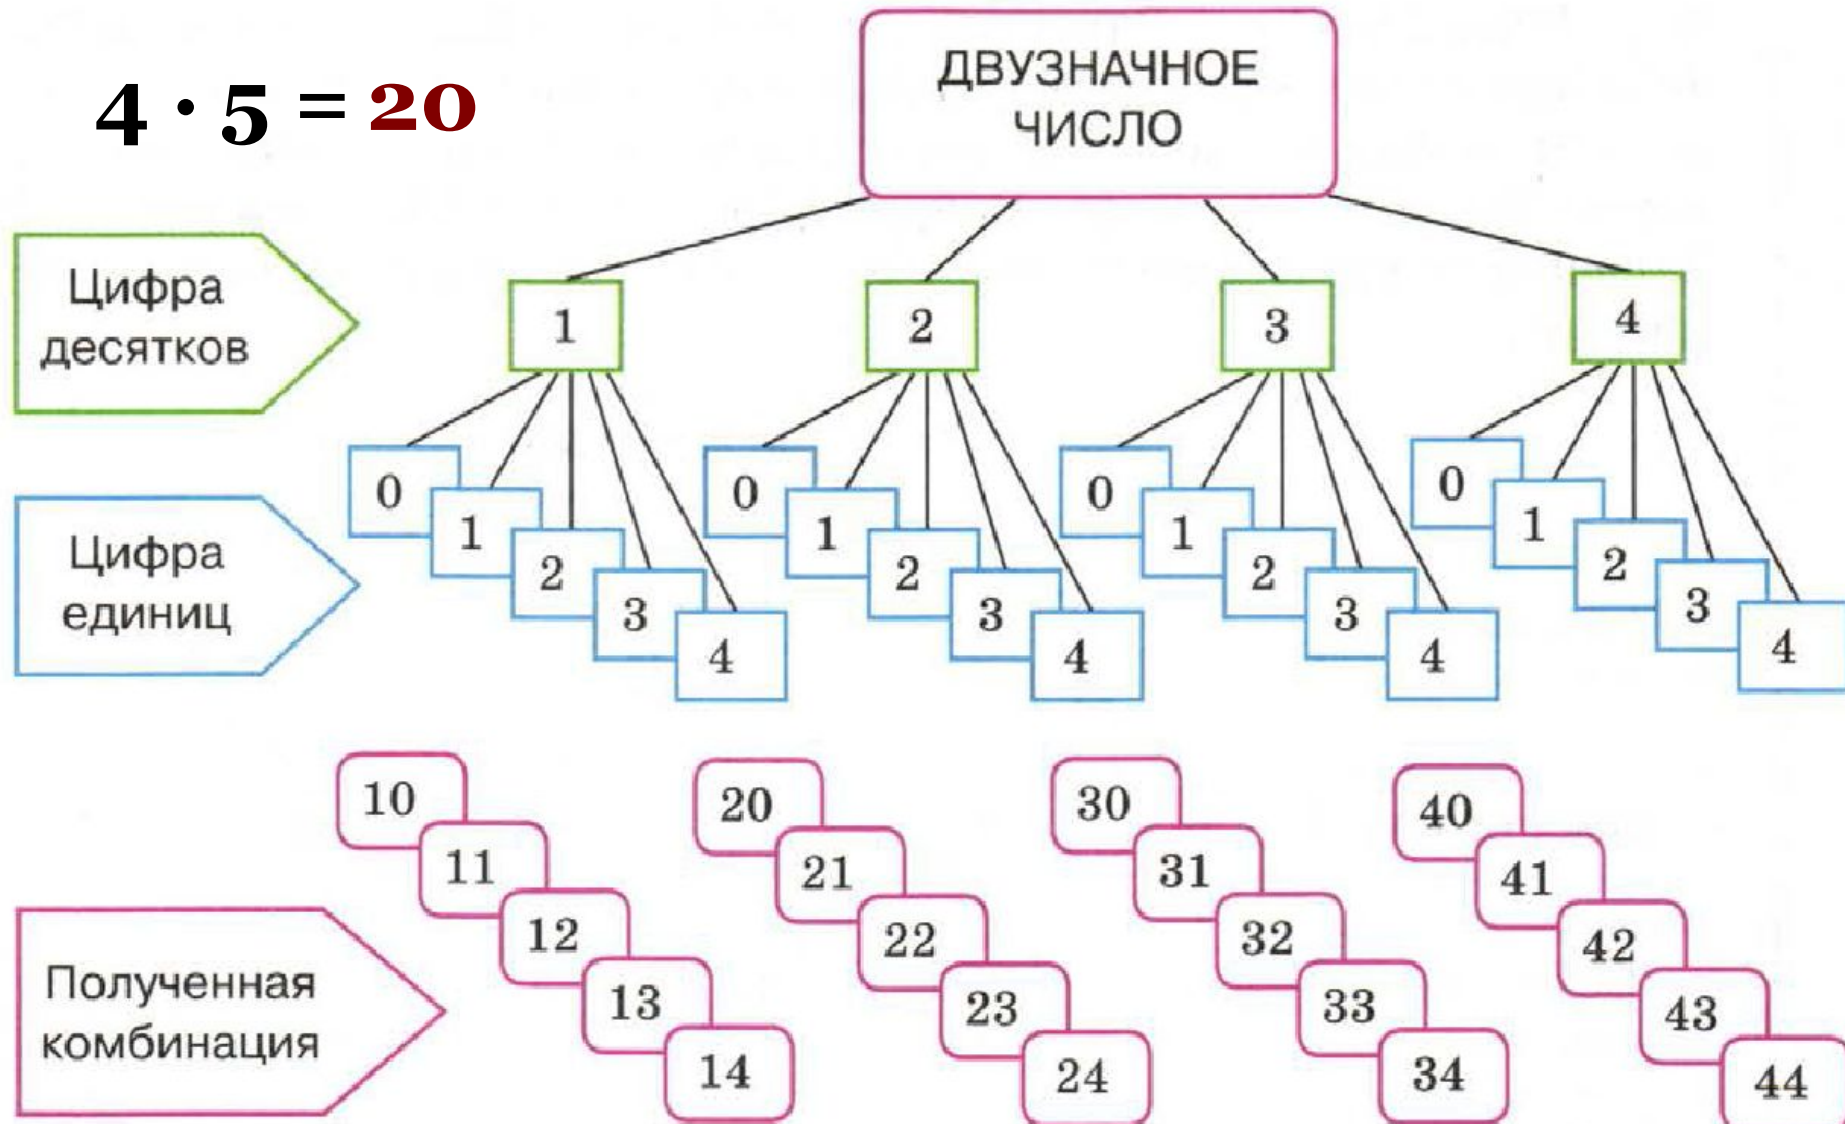 4 · 5 = 20
ДВУЗНАЧНОЕ
ЧИСЛО
Цифра
десятков
1 2 3 4
Цифра
единиц
0 1 2 3 4 0 1 2 3 4 0 1 2 3 4 0 1 2 3 4
Полученная
комбинация
10 11 12 13 14
20 21 22 23 24
30 31 32 33 34
40 41 42 43 44